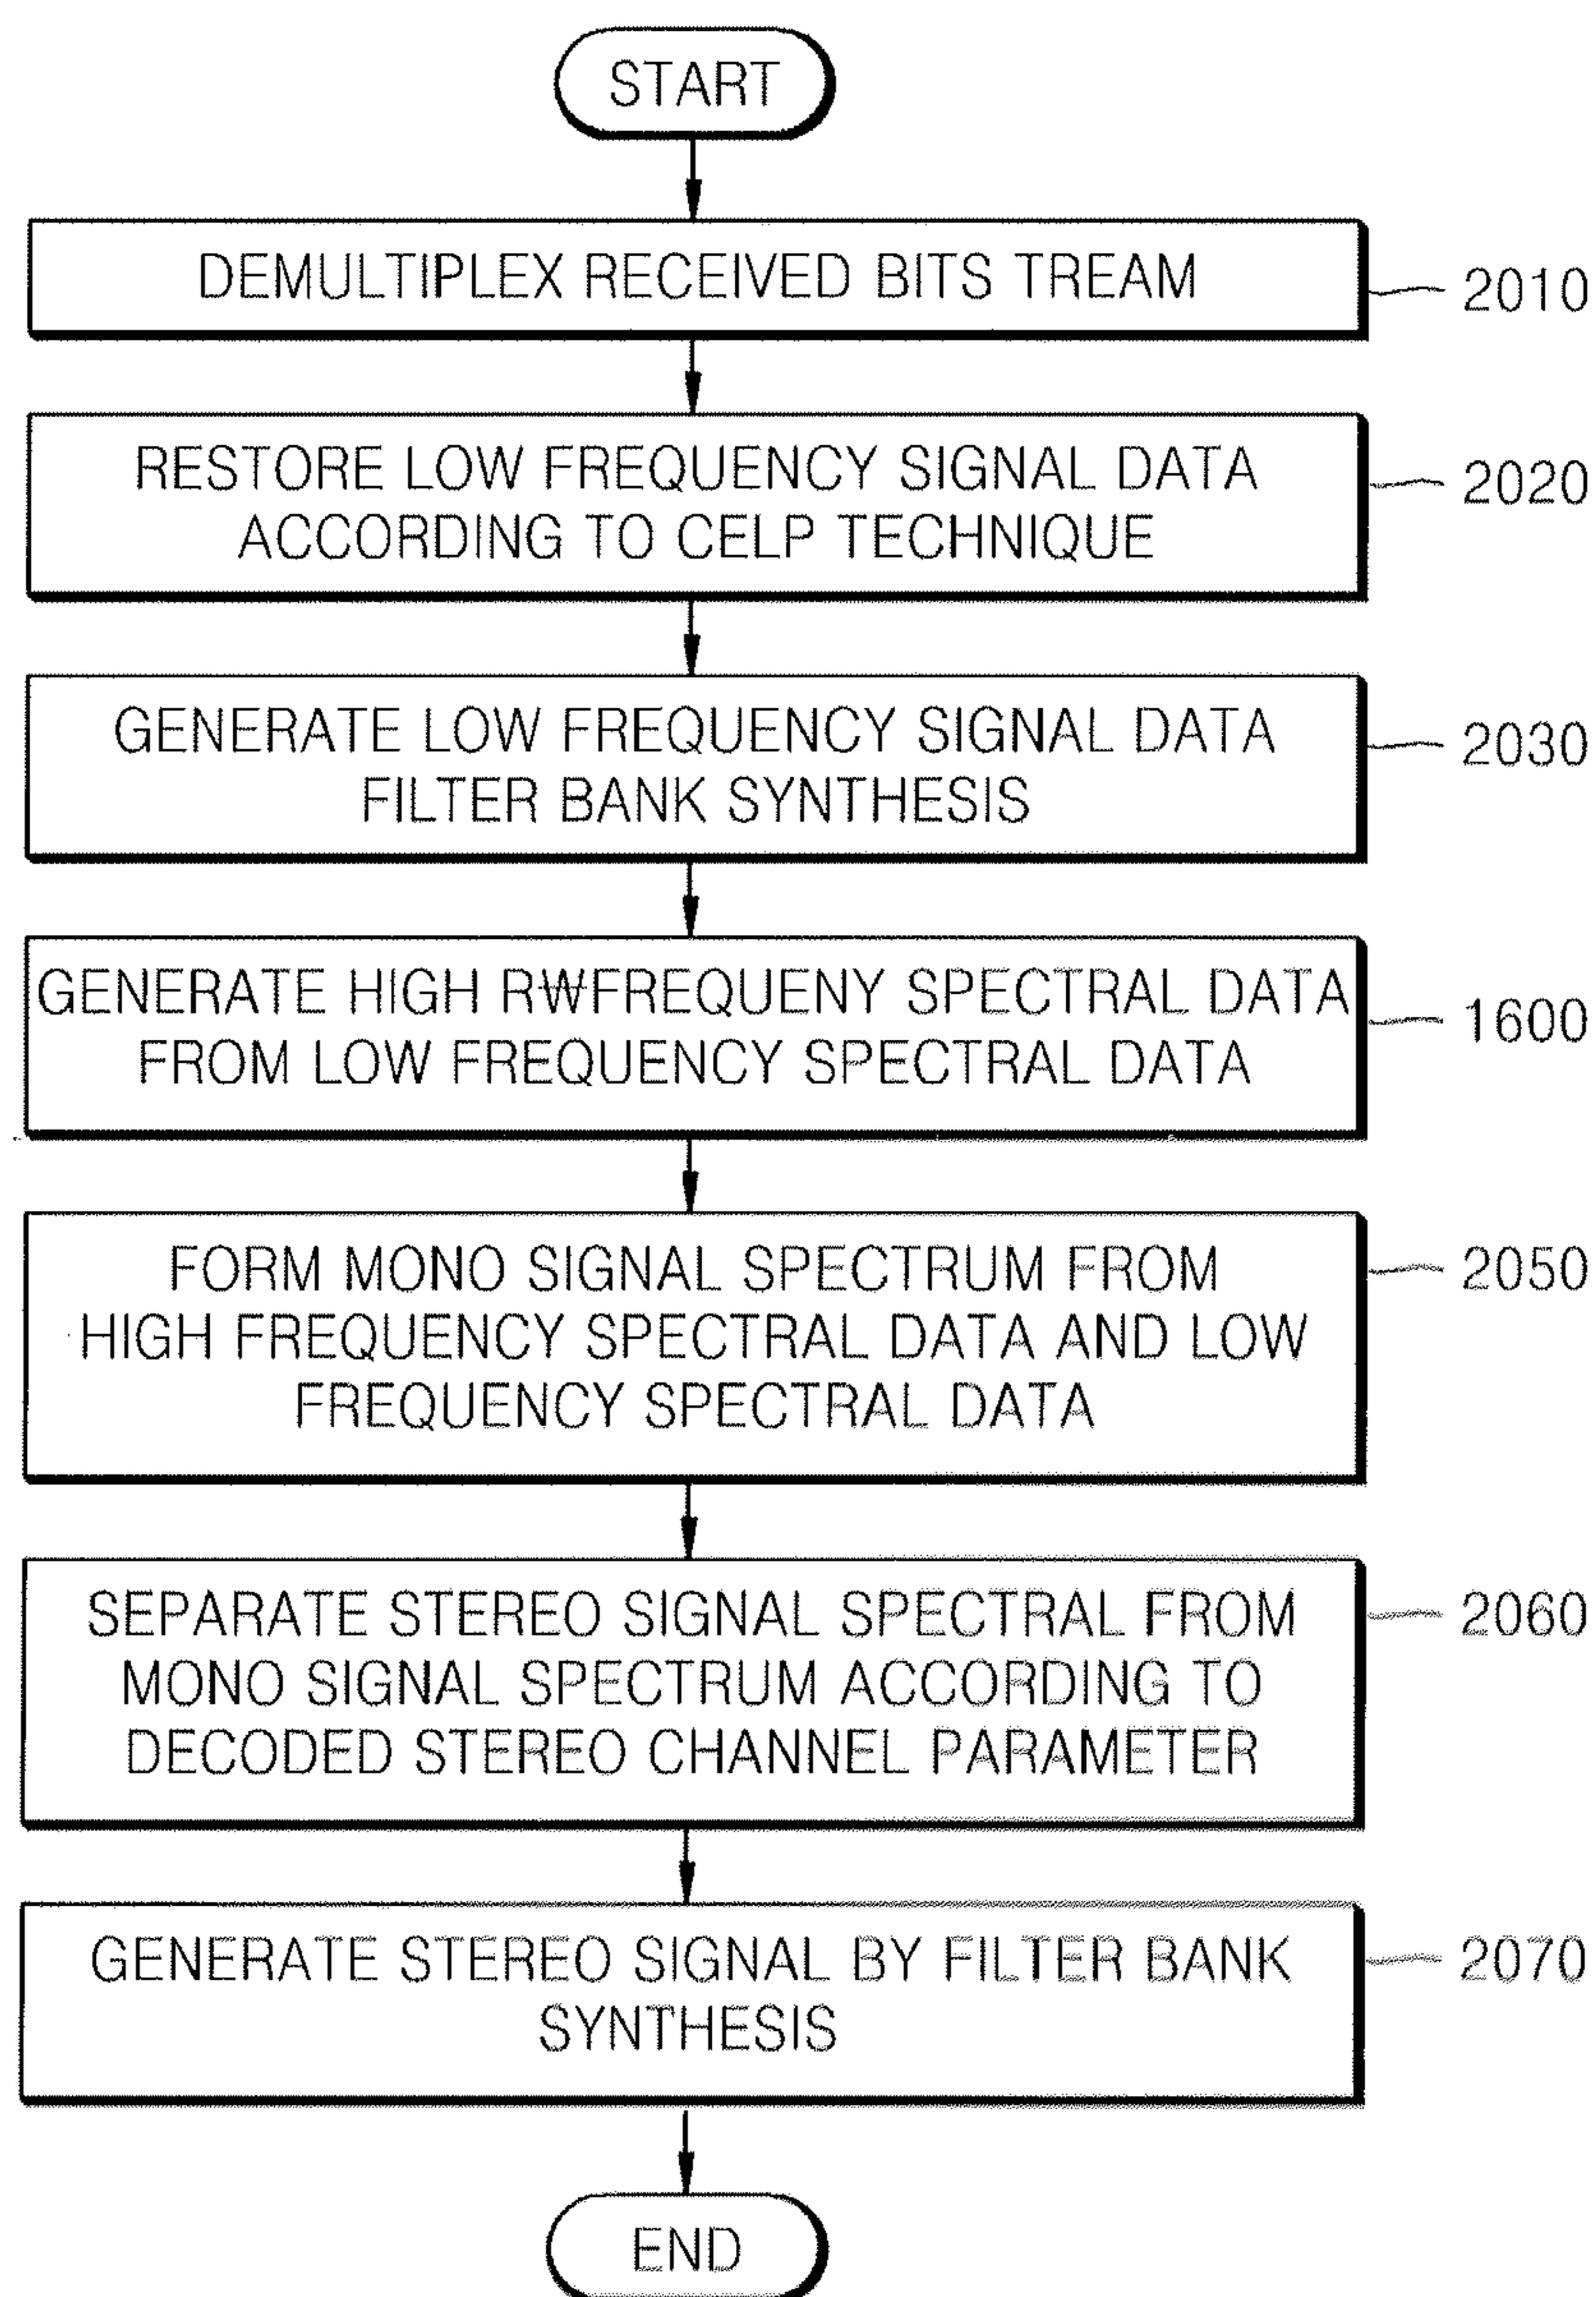 START
DEMULTIPLEX RECEIVED BITS TREAM
2010
RESTORE LOW FREQUENCY SIGNAL DATA
ACCORDING TO CELP TECHNIQUE
2020
GENERATE LOW FREQUENCY SIGNAL DATA
FILTER BANK SYNTHESIS
2030
GENERATE HIGH RWFREQUENY SPECTRAL DATA
FROM LOW FREQUENCY SPECTRAL DATA
1600
FORM MONO SIGNAL SPECTRUM FROM
HIGH FREQUENCY SPECTRAL DATA AND LOW
FREQUENCY SPECTRAL DATA
2050
SEPARATE STEREO SIGNAL SPECTRAL FROM
MONO SIGNAL SPECTRUM ACCORDING TO
DECODED STEREO CHANNEL PARAMETER
2060
GENERATE STEREO SIGNAL BY FILTER BANK
SYNTHESIS
2070
END